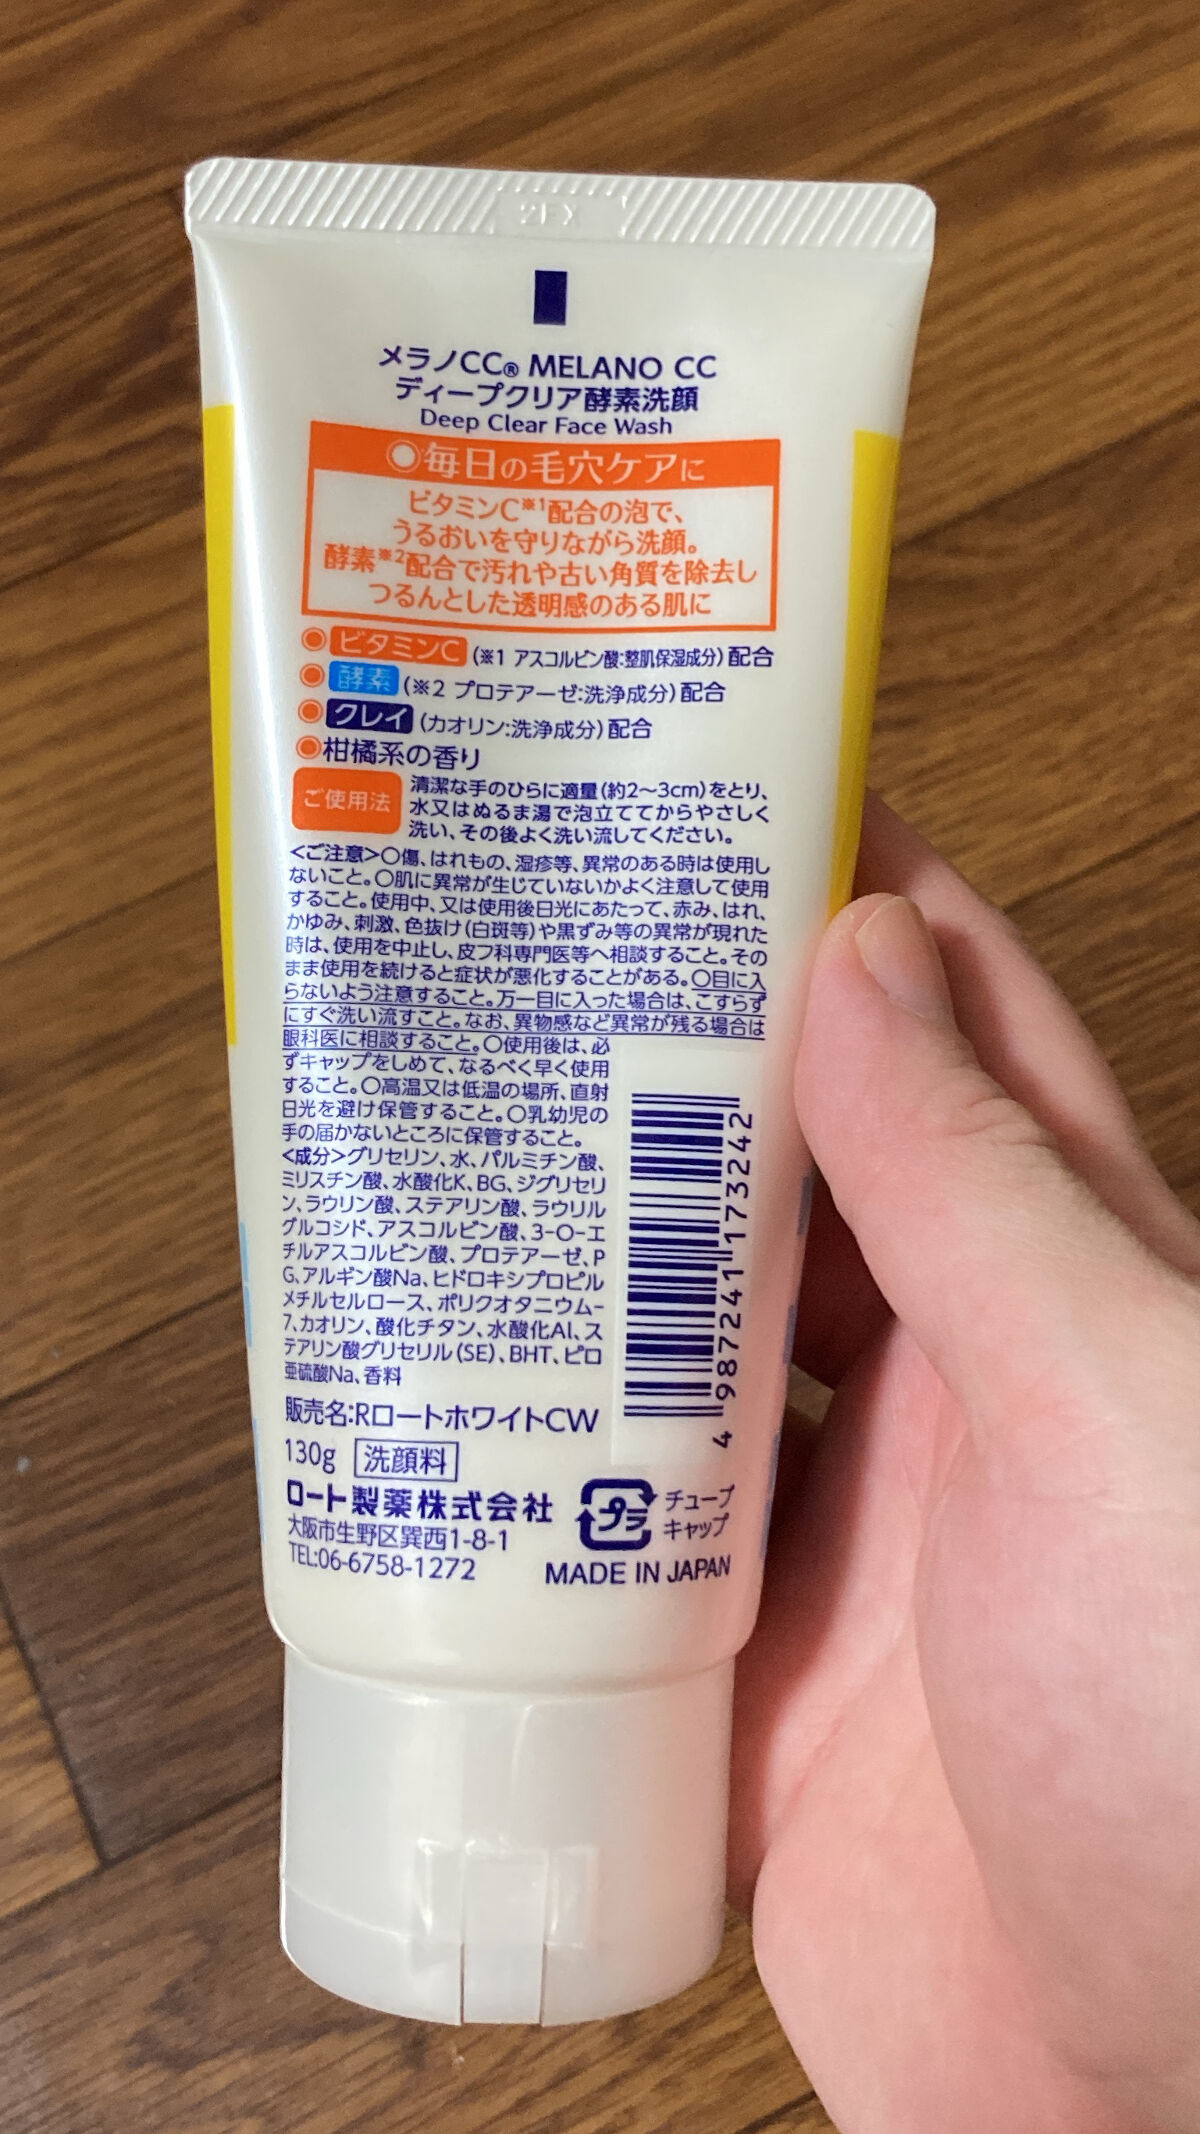 2FX
メラノCC® MELANO CC
ディープクリア酵素洗顔
Deep Clear Face Wash
◉毎日の毛穴ケアに
ビタミンC※1配合の泡で、
うるおいを守りながら洗顔。
酵素※2配合で汚れや古い角質を除去し
つるんとした透明感のある肌に
◉ビタミンC(※1 アスコルビン酸:整肌保湿成分)配合
◉酵素(※2 プロテアーゼ:洗浄成分)配合
◉クレイ(カオリン:洗浄成分)配合
◉柑橘系の香り
ご使用法
清潔な手のひらに適量(約2〜3cm)をとり、
水又はぬるま湯で泡立ててからやさしく
洗い、その後よく洗い流してください。
<ご注意>○傷、はれもの、湿疹等、異常のある時は使用し
ないこと。○肌に異常が生じていないかよく注意して使用
すること。使用中、又は使用後日光にあたって、赤み、はれ、
かゆみ、刺激、色抜け(白斑等)や黒ずみ等の異常が現れた
時は、使用を中止し、皮フ科専門医等へ相談すること。その
まま使用を続けると症状が悪化することがある。○目に入
らないよう注意すること。万一目に入った場合は、こすらず
にすぐ洗い流すこと。なお、異物感など異常が残る場合は
眼科医に相談すること。○使用後は、必
ずキャップをしめて、なるべく早く使用
すること。○高温又は低温の場所、直射
日光を避け保管すること。○乳幼児の
手の届かないところに保管すること。
<成分>グリセリン、水、パルミチン酸、
ミリスチン酸、水酸化K、BG、ジグリセリ
ン、ラウリン酸、ステアリン酸、ラウリル
グルコシド、アスコルビン酸、3-O-エ
チルアスコルビン酸、プロテアーゼ、P
G、アルギン酸Na、ヒドロキシプロピル
メチルセルロース、ポリクオタニウム-
7、カオリン、酸化チタン、水酸化Al、ス
テアリン酸グリセリル(SE)、BHT、ピロ
亜硫酸Na、香料
4 987241 173242
販売名:RロートホワイトCW
130g 洗顔料
ロート製薬株式会社
大阪市生野区巽西1-8-1
TEL:06-6758-1272
プラ
チューブ
キャップ
MADE IN JAPAN